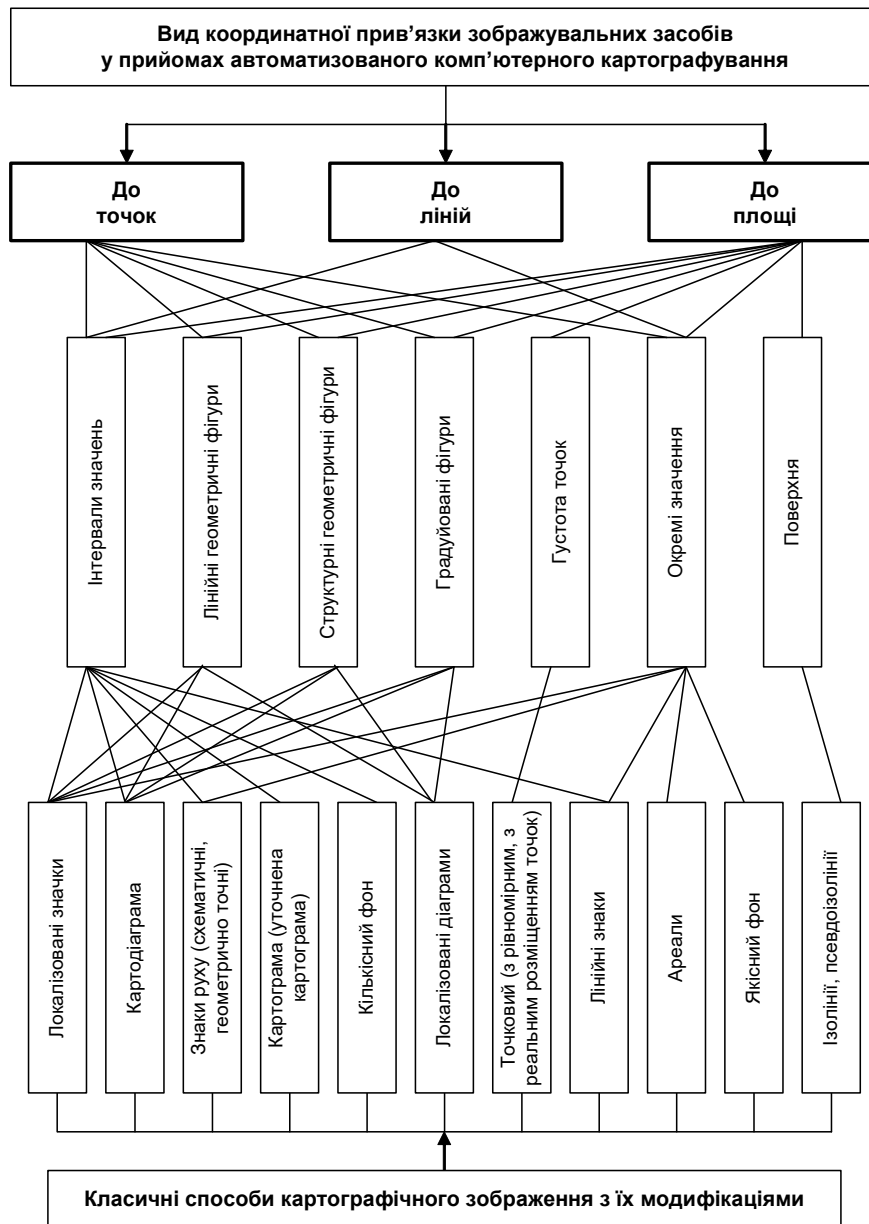 Вид координатної прив’язки зображувальних засобів
у прийомах автоматизованого комп’ютерного картографування
До
точок
До
ліній
До
площі
Інтервали значень
Лінійні геометричні фігури
Структурні геометричні фігури
Градуйовані фігури
Густота точок
Окремі значення
Поверхня
Локалізовані значки
Картодіаграма
Знаки руху (схематичні,
геометрично точні)
Картограма (уточнена
картограма)
Кількісний фон
Локалізовані діаграми
Точковий (з рівномірним, з
реальним розміщенням точок)
Лінійні знаки
Ареали
Якісний фон
Ізолінії, псевдоізолінії
Класичні способи картографічного зображення з їх модифікаціями